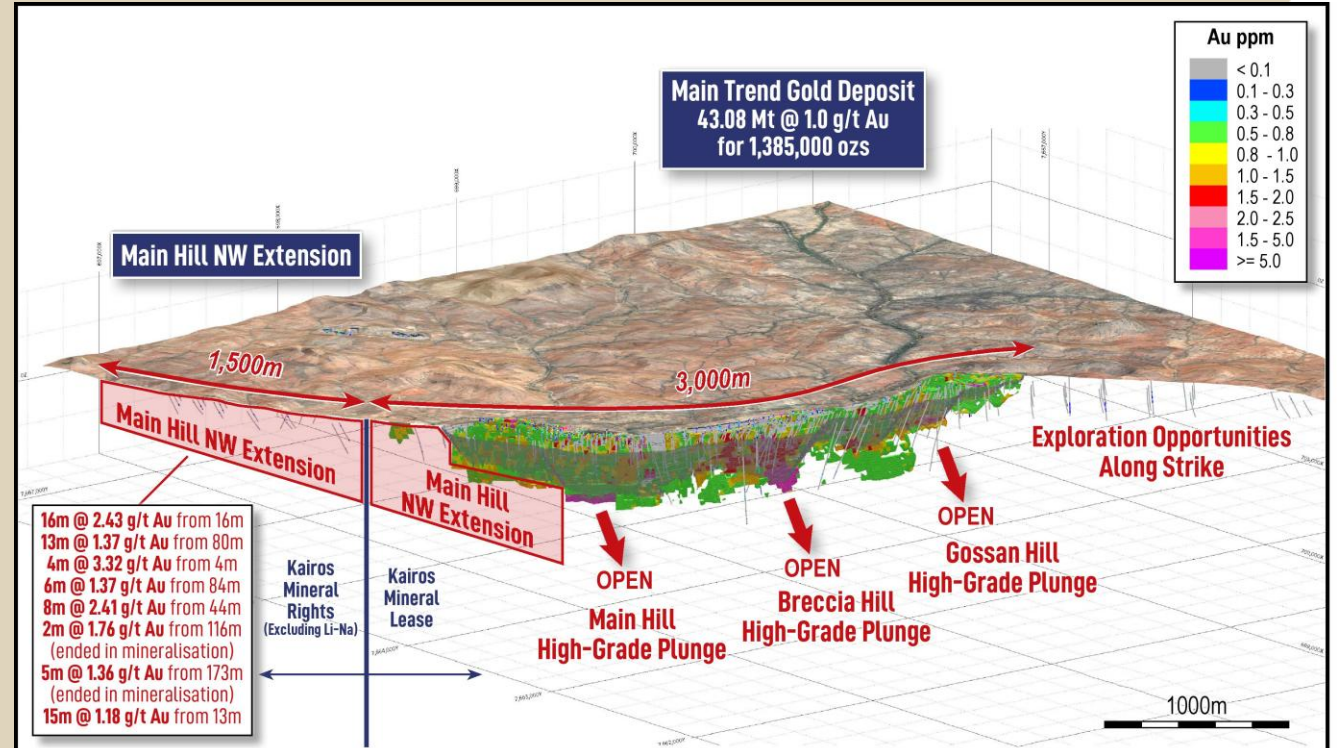 Au ppm
< 0.1
0.1 - 0.3
0.3 - 0.5
0.5 - 0.8
0.8 - 1.0
1.0 - 1.5
1.5 - 2.0
2.0 - 2.5
1.5 - 5.0
>= 5.0
Main Trend Gold Deposit
43.08 Mt @ 1.0 g/t Au
for 1,385,000 ozs
Main Hill NW Extension
1,500m
3,000m
Main Hill NW Extension
Main Hill
NW Extension
Exploration Opportunities
Along Strike
16m @ 2.43 g/t Au from 16m
13m @ 1.37 g/t Au from 80m
4m @ 3.32 g/t Au from 4m
6m @ 1.37 g/t Au from 84m
8m @ 2.41 g/t Au from 44m
2m @ 1.76 g/t Au from 116m
(ended in mineralisation)
5m @ 1.36 g/t Au from 173m
(ended in mineralisation)
15m @ 1.18 g/t Au from 13m
Kairos
Mineral
Rights
(Excluding Li-Na)
Kairos
Mineral
Lease
OPEN
Main Hill
High-Grade Plunge
OPEN
Breccia Hill
High-Grade Plunge
OPEN
Gossan Hill
High-Grade Plunge
1000m